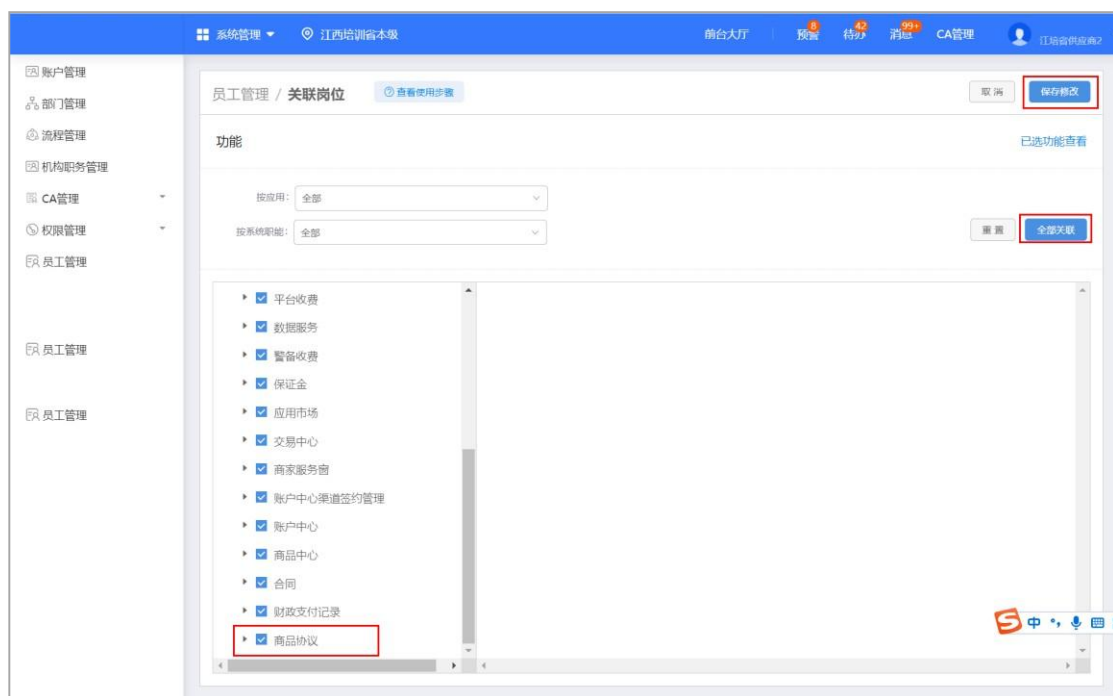 系统管理 江西培训省本级 前台大厅 预警 8 待办 42 消息 99+ CA管理 江培省供应商2
账户管理
部门管理
流程管理
机构职务管理
CA管理
权限管理
员工管理
员工管理
员工管理
员工管理 / 关联岗位 查看使用步骤 取 消 保存修改
功能 已选功能查看
按应用: 全部
按系统职能: 全部 重 置 全部关联
平台收费
数据服务
警备收费
保证金
应用市场
交易中心
商家服务窗
账户中心渠道签约管理
账户中心
商品中心
合同
财政支付记录
商品协议
中